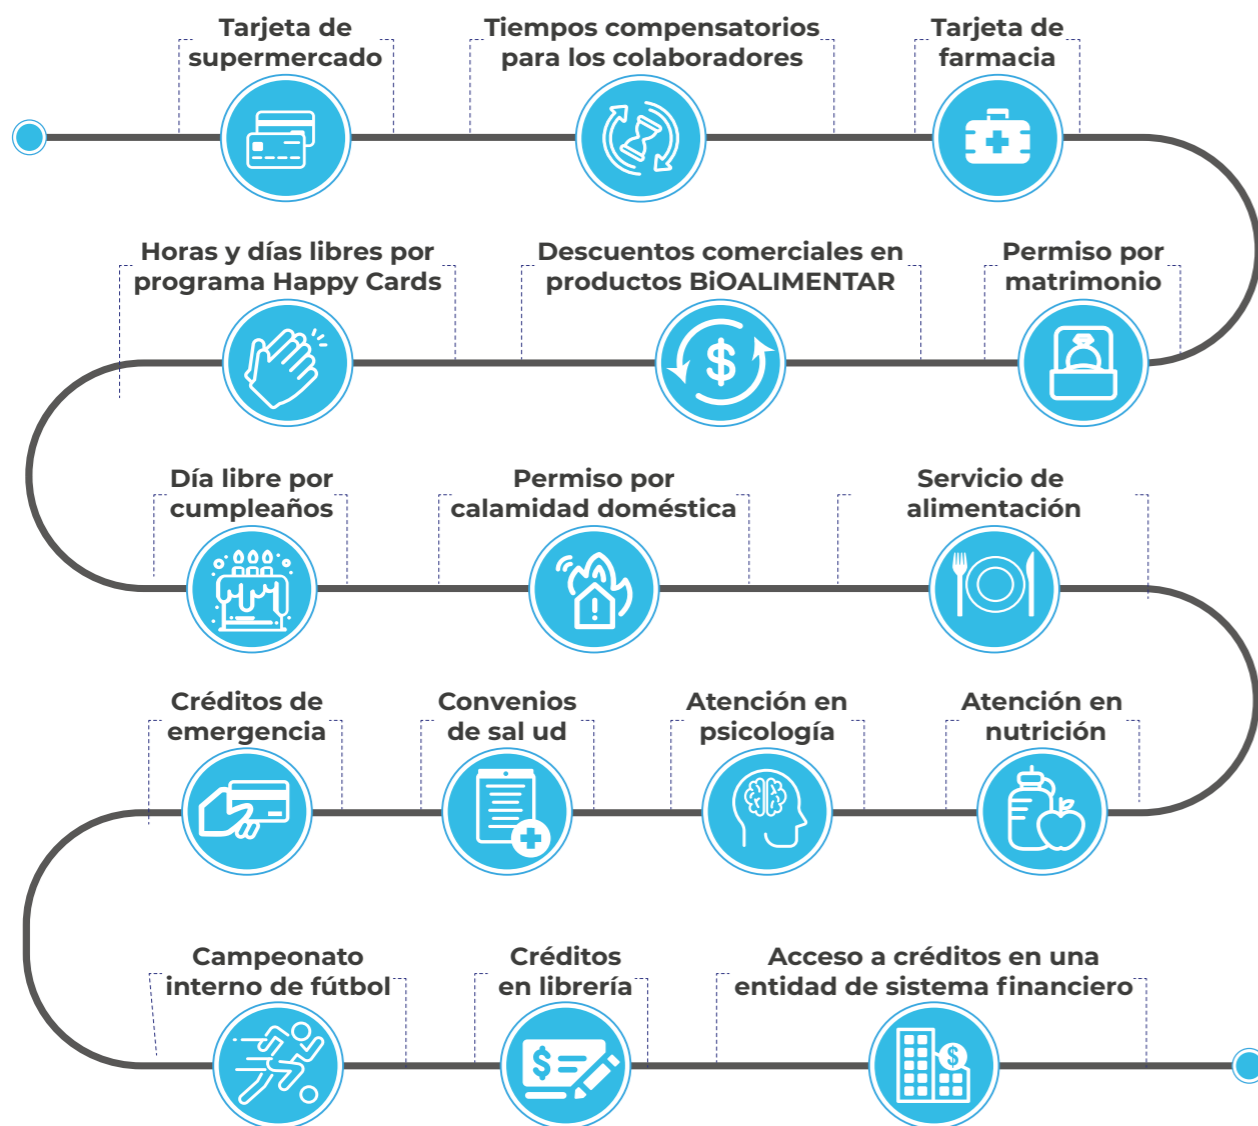 Tarjeta de
supermercado
Tiempos compensatorios
para los colaboradores
Tarjeta de
farmacia
Horas y días libres por
programa Happy Cards
Descuentos comerciales en
productos BiOALIMENTAR
Permiso por
matrimonio
Día libre por
cumpleaños
Permiso por
calamidad doméstica
Servicio de
alimentación
Créditos de
emergencia
Convenios
de sal ud
Atención en
psicología
Atención en
nutrición
Campeonato
interno de fútbol
Créditos
en librería
Acceso a créditos en una
entidad de sistema financiero